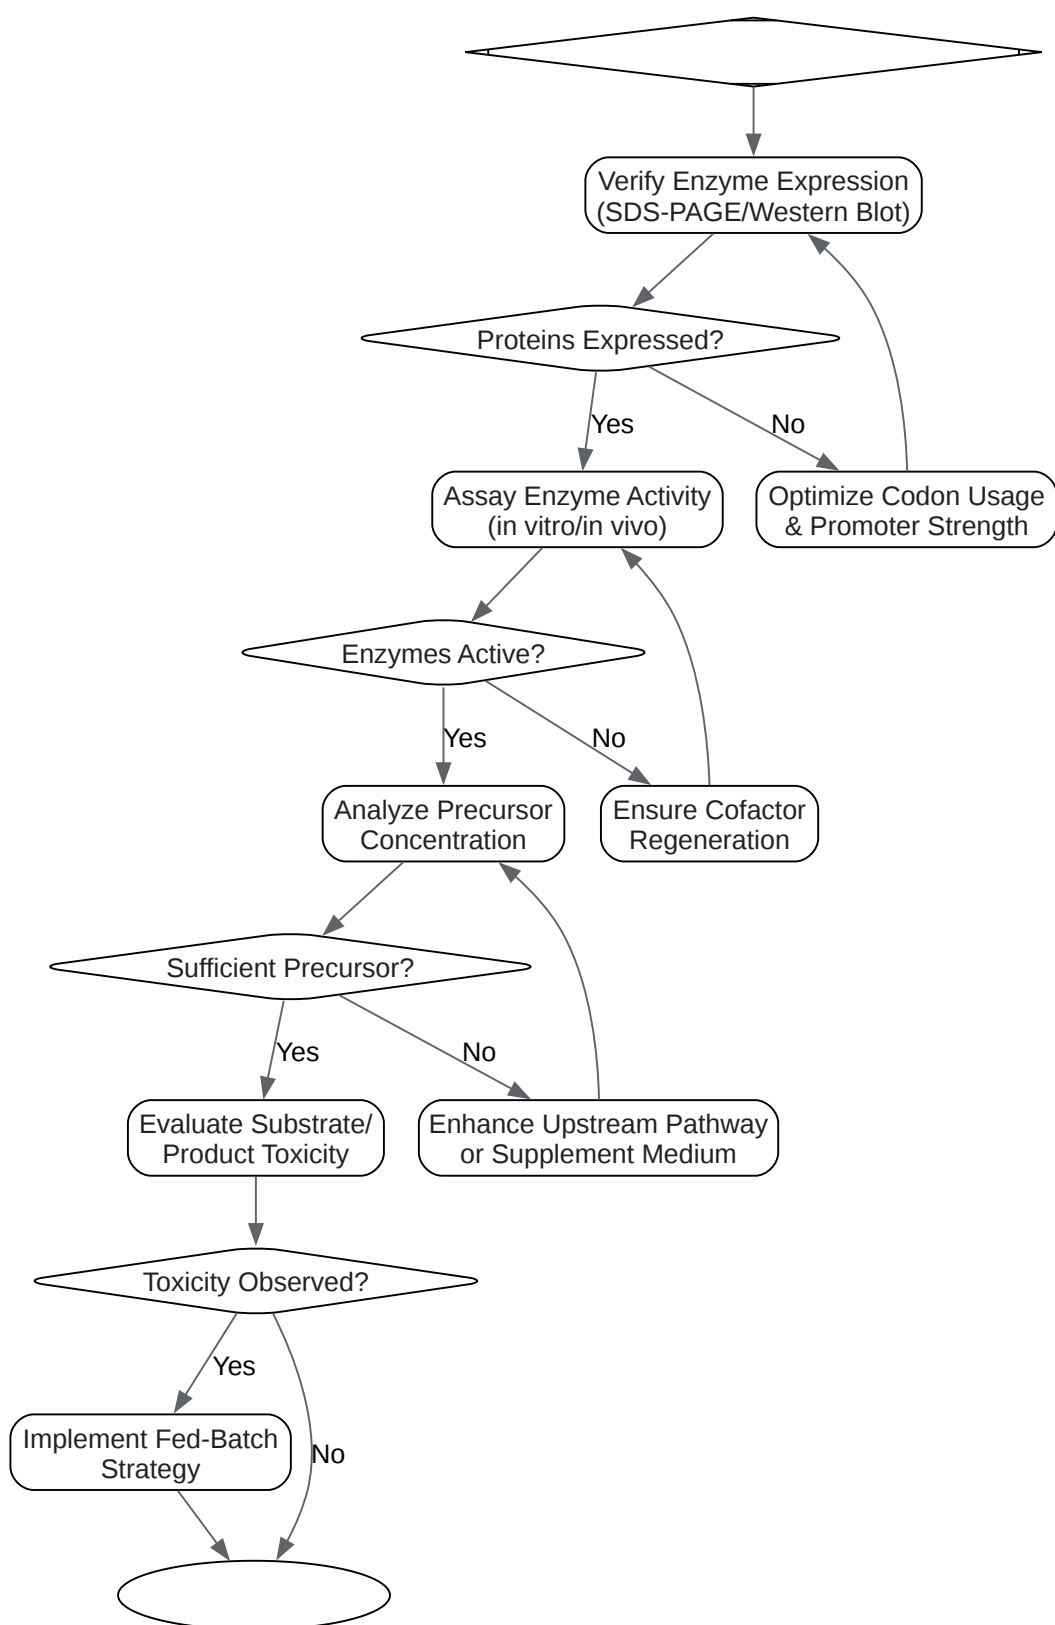 Verify Enzyme Expression
(SDS-PAGE/Western Blot)
Proteins Expressed?
Yes
No
Assay Enzyme Activity
(in vitro/in vivo)
Optimize Codon Usage
& Promoter Strength
Enzymes Active?
Yes
No
Analyze Precursor
Concentration
Ensure Cofactor
Regeneration
Sufficient Precursor?
Yes
No
Evaluate Substrate/
Product Toxicity
Enhance Upstream Pathway
or Supplement Medium
Toxicity Observed?
Yes
Implement Fed-Batch
Strategy
No